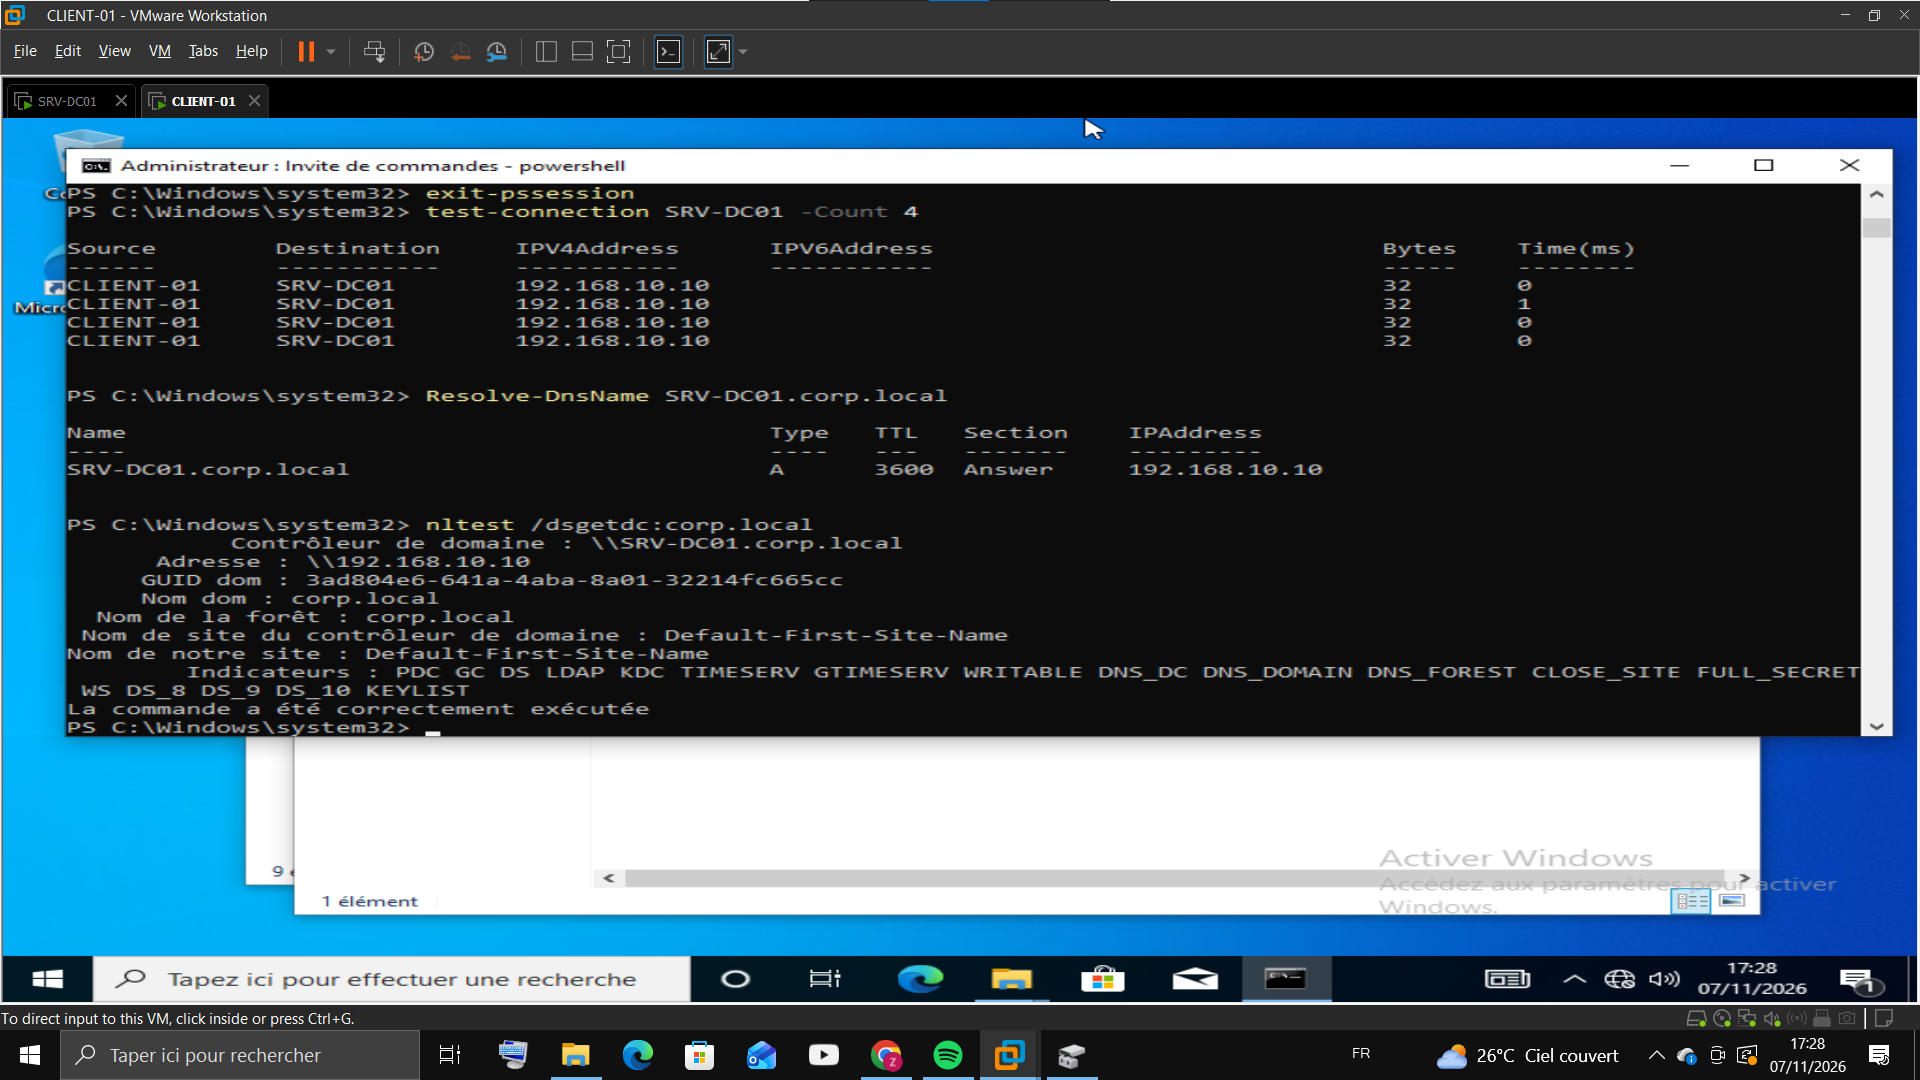 CLIENT-01 - VMware Workstation
File Edit View VM Tabs Help
SRV-DC01 CLIENT-01
Administrateur : Invite de commandes - powershell
PS C:\Windows\system32> exit-pssession
PS C:\Windows\system32> test-connection SRV-DC01 -Count 4
Source Destination IPV4Address IPV6Address Bytes Time(ms)
------ ----------- ----------- ----------- ----- --------
CLIENT-01 SRV-DC01 192.168.10.10 32 0
CLIENT-01 SRV-DC01 192.168.10.10 32 1
CLIENT-01 SRV-DC01 192.168.10.10 32 0
CLIENT-01 SRV-DC01 192.168.10.10 32 0
PS C:\Windows\system32> Resolve-DnsName SRV-DC01.corp.local
Name Type TTL Section IPAddress
---- ---- --- ------- ---------
SRV-DC01.corp.local A 3600 Answer 192.168.10.10
PS C:\Windows\system32> nltest /dsgetdc:corp.local
Contrôleur de domaine : \\SRV-DC01.corp.local
Adresse : \\192.168.10.10
GUID dom : 3ad804e6-641a-4aba-8a01-32214fc665cc
Nom dom : corp.local
Nom de la forêt : corp.local
Nom de site du contrôleur de domaine : Default-First-Site-Name
Nom de notre site : Default-First-Site-Name
Indicateurs : PDC GC DS LDAP KDC TIMESERV GTIMESERV WRITABLE DNS_DC DNS_DOMAIN DNS_FOREST CLOSE_SITE FULL_SECRET
WS DS_8 DS_9 DS_10 KEYLIST
La commande a été correctement exécutée
PS C:\Windows\system32>
9
1 élément
Activer Windows
Accédez aux paramètres pour activer
Windows.
Tapez ici pour effectuer une recherche
17:28
07/11/2026
1
To direct input to this VM, click inside or press Ctrl+G.
Taper ici pour rechercher
FR
26°C Ciel couvert
17:28
07/11/2026